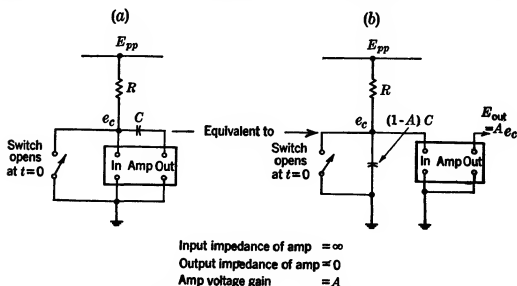 (a)
E_pp
R
e_c
C
Switch
opens
at t=0
In Amp Out
Equivalent to
(b)
E_pp
R
e_c
(1-A) C
Switch
opens
at t=0
In Amp Out
E_out
=A e_c
Input impedance of amp =∞
Output impedance of amp=0
Amp voltage gain =A